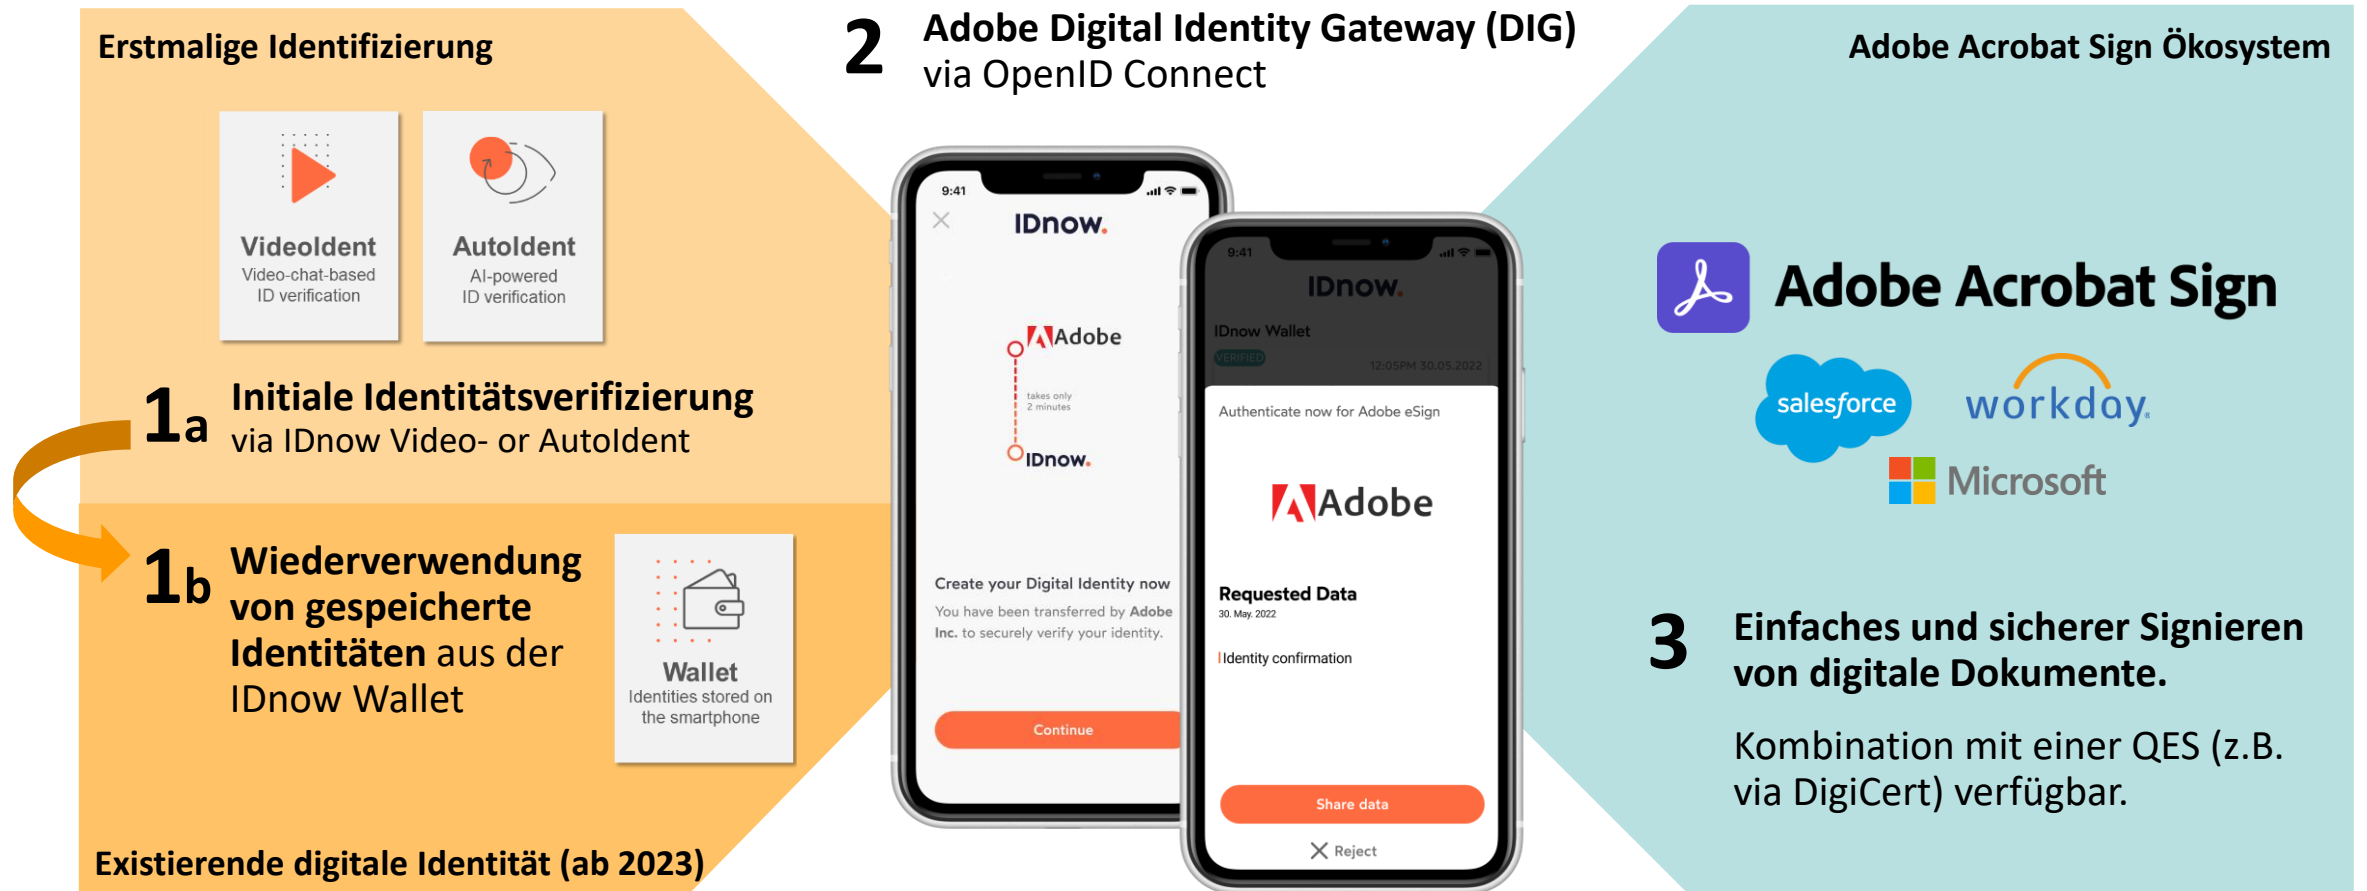 Erstmalige Identifizierung
VideoIdent
Video-chat-based
ID verification
AutoIdent
AI-powered
ID verification
1a
Initiale Identitätsverifizierung
via IDnow Video- or AutoIdent
1b
Wiederverwendung
von gespeicherte
Identitäten aus der
IDnow Wallet
Wallet
Identities stored on
the smartphone
Existierende digitale Identität (ab 2023)
2
Adobe Digital Identity Gateway (DIG)
via OpenID Connect
9:41
IDnow.
Adobe
takes only
2 minutes
IDnow.
Create your Digital Identity now
You have been transferred by Adobe
Inc. to securely verify your identity.
Continue
9:41
IDnow.
IDnow Wallet
VERIFIED
12:05PM 30.05.2022
Authenticate now for Adobe eSign
Adobe
Requested Data
30. May. 2022
Identity confirmation
Share data
Reject
Adobe Acrobat Sign Ökosystem
Adobe Acrobat Sign
salesforce
workday.
Microsoft
3
Einfaches und sicherer Signieren
von digitale Dokumente.
Kombination mit einer QES (z.B.
via DigiCert) verfügbar.